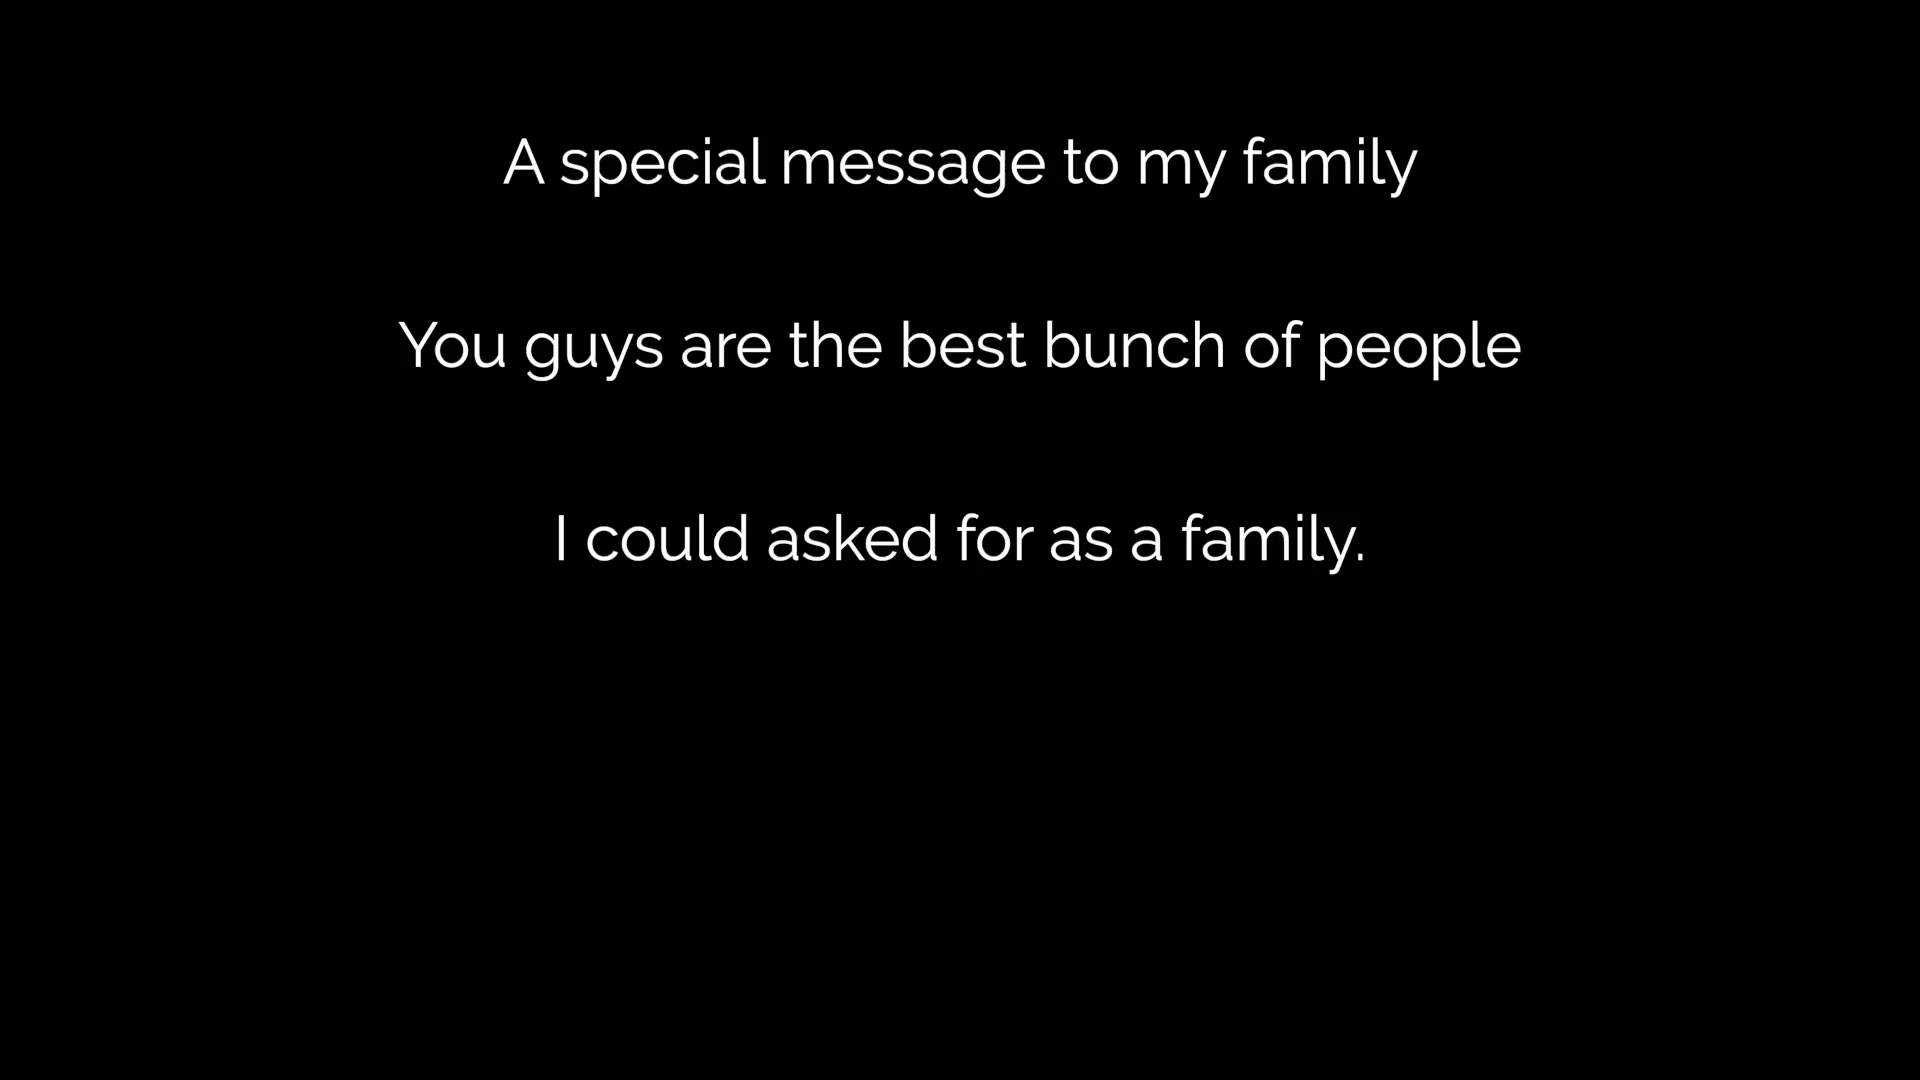 A special message to my family
You guys are the best bunch of people
I could asked for as a family.